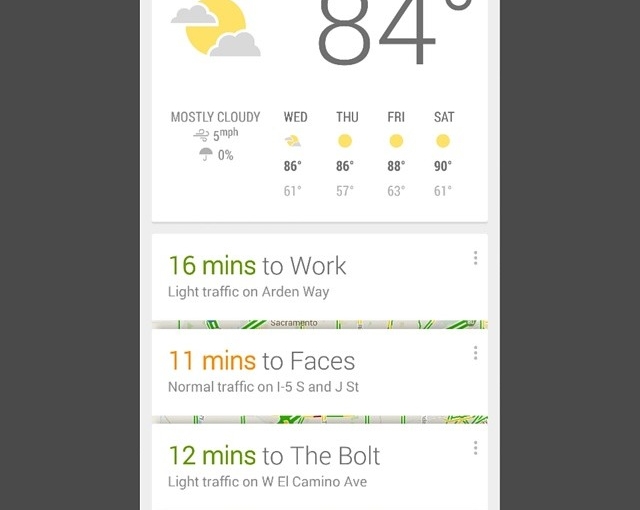 84°
MOSTLY CLOUDY
5mph
0%
WED THU FRI SAT
86° 86° 88° 90°
61° 57° 63° 61°
16 mins to Work
Light traffic on Arden Way
Sacramento
11 mins to Faces
Normal traffic on I-5 S and J St
12 mins to The Bolt
Light traffic on W El Camino Ave